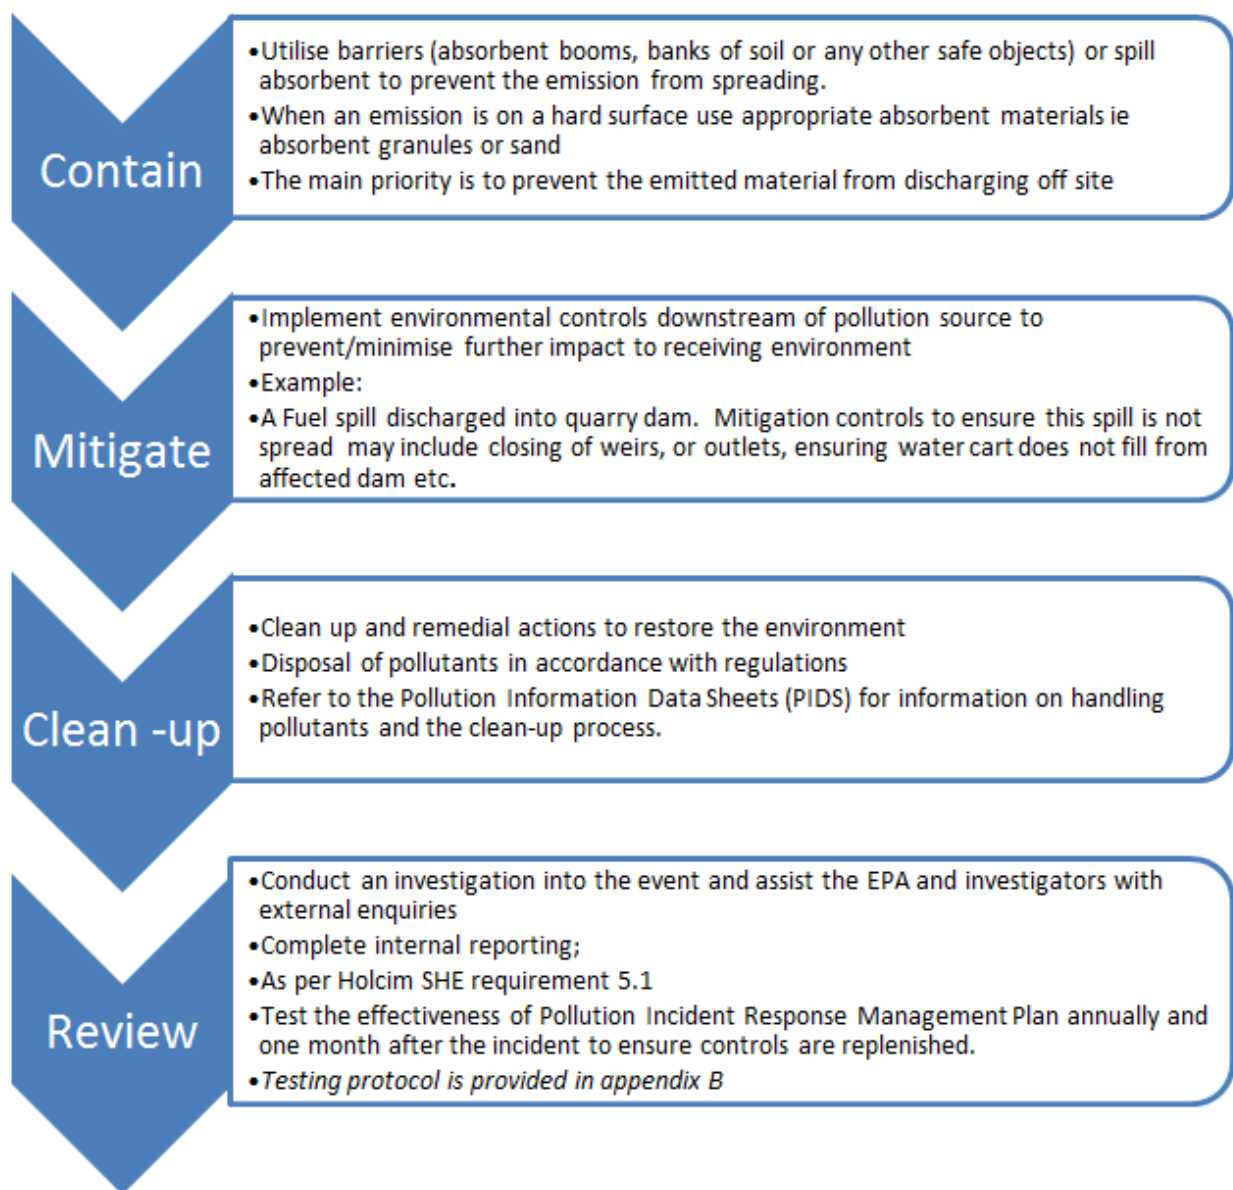 Contain
•Utilise barriers (absorbent booms, banks of soil or any other safe objects) or spill
absorbent to prevent the emission from spreading.
•When an emission is on a hard surface use appropriate absorbent materials ie
absorbent granules or sand
•The main priority is to prevent the emitted material from discharging off site
Mitigate
•Implement environmental controls downstream of pollution source to
prevent/minimise further impact to receiving environment
•Example:
•A Fuel spill discharged into quarry dam. Mitigation controls to ensure this spill is not
spread may include closing of weirs, or outlets, ensuring water cart does not fill from
affected dam etc.
Clean -up
•Clean up and remedial actions to restore the environment
•Disposal of pollutants in accordance with regulations
•Refer to the Pollution Information Data Sheets (PIDS) for information on handling
pollutants and the clean-up process.
Review
•Conduct an investigation into the event and assist the EPA and investigators with
external enquiries
•Complete internal reporting;
•As per Holcim SHE requirement 5.1
•Test the effectiveness of Pollution Incident Response Management Plan annually and
one month after the incident to ensure controls are replenished.
•Testing protocol is provided in appendix B